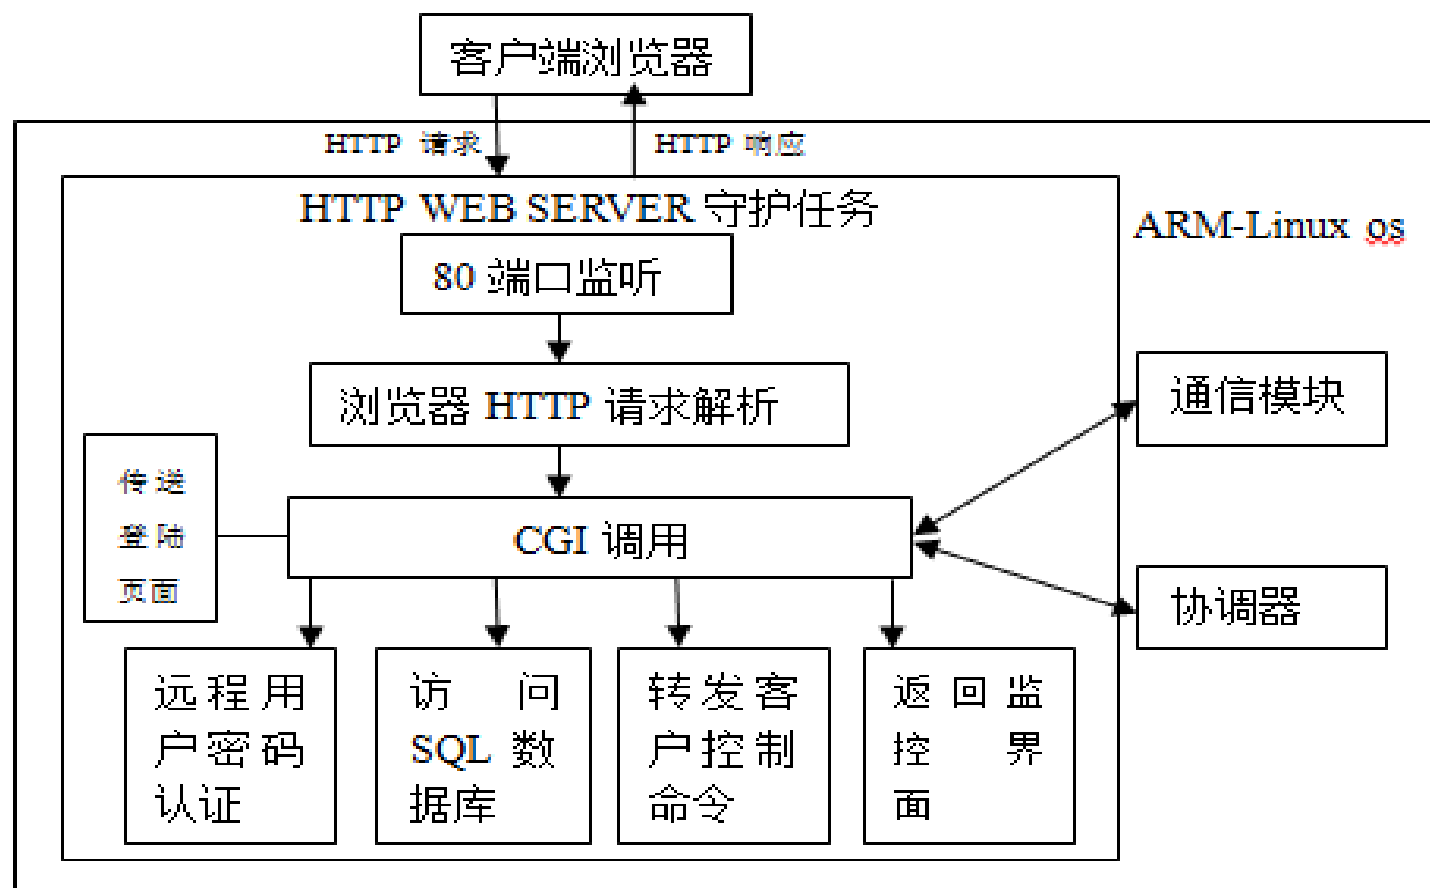 客户端浏览器
HTTP 请求
HTTP 响应
HTTP WEB SERVER 守护任务
ARM-Linux os
80 端口监听
浏览器 HTTP 请求解析
通信模块
传送
登陆
页面
CGI 调用
协调器
远程用
户密码
认证
访问
SQL 数
据库
转发客
户控制
命令
返回监
控界
面